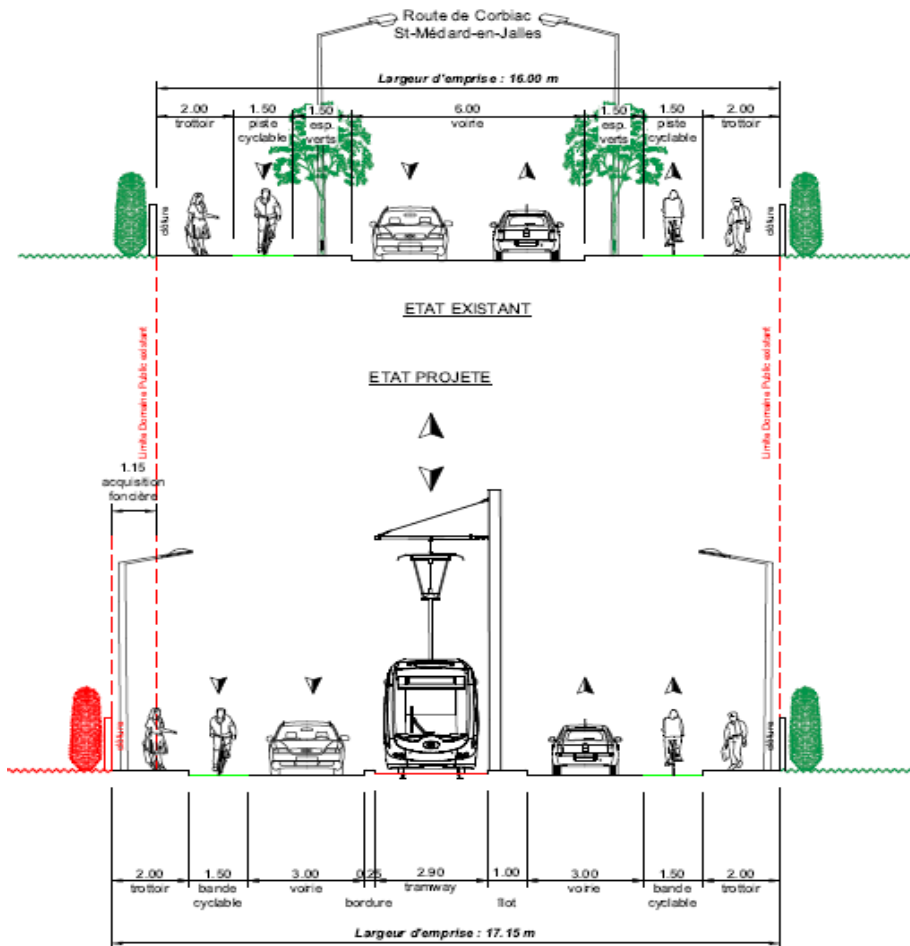 Route de Corbiac
St-Médard-en-Jalles
Largeur d'emprise : 16.00 m
2.00 1.50 1.50 6.00 1.50 1.50 2.00
trottoir piste cyclable esp. verts voirie esp. verts piste cyclable trottoir
clôture clôture
ETAT EXISTANT
Limite Domaine Public existant
Limite Domaine Public existant
ETAT PROJETE
1.15
acquisition
foncière
clôture clôture
2.00 1.50 3.00 0.25 2.90 1.00 3.00 1.50 2.00
trottoir bande cyclable voirie bordure tramway îlot voirie bande cyclable trottoir
Largeur d'emprise : 17.15 m